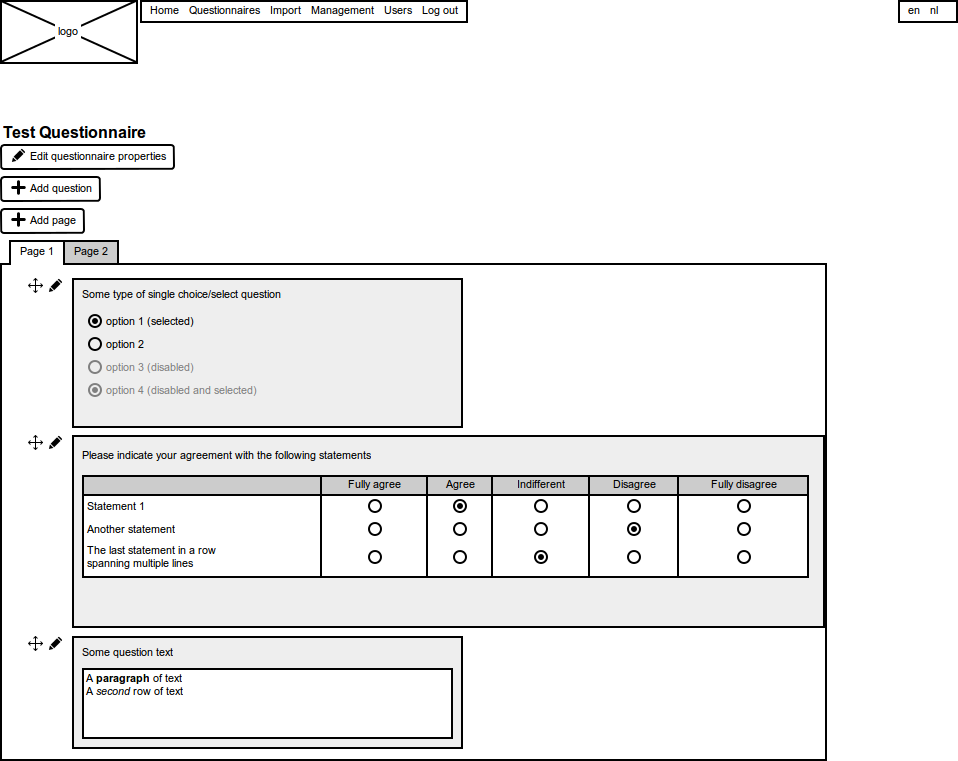 logo
Home Questionnaires Import Management Users Log out
en nl
Test Questionnaire
Edit questionnaire properties
Add question
Add page
Page 1 Page 2
Some type of single choice/select question
option 1 (selected)
option 2
option 3 (disabled)
option 4 (disabled and selected)
Please indicate your agreement with the following statements
Fully agree Agree Indifferent Disagree Fully disagree
Statement 1
Another statement
The last statement in a row
spanning multiple lines
Some question text
A paragraph of text
A second row of text